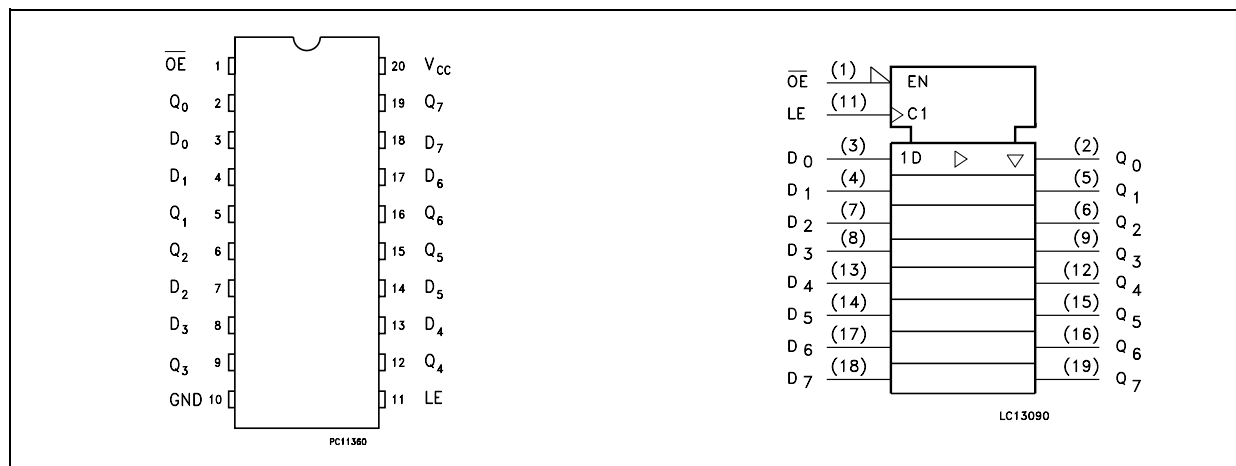 OE 1 20 VCC
Q0 2 19 Q7
D0 3 18 D7
D1 4 17 D6
Q1 5 16 Q6
Q2 6 15 Q5
D2 7 14 D5
D3 8 13 D4
Q3 9 12 Q4
GND 10 11 LE
PC11360
OE (1) EN
LE (11) C1
D0 (3) 1D (2) Q0
D1 (4) (5) Q1
D2 (7) (6) Q2
D3 (8) (9) Q3
D4 (13) (12) Q4
D5 (14) (15) Q5
D6 (17) (16) Q6
D7 (18) (19) Q7
LC13090